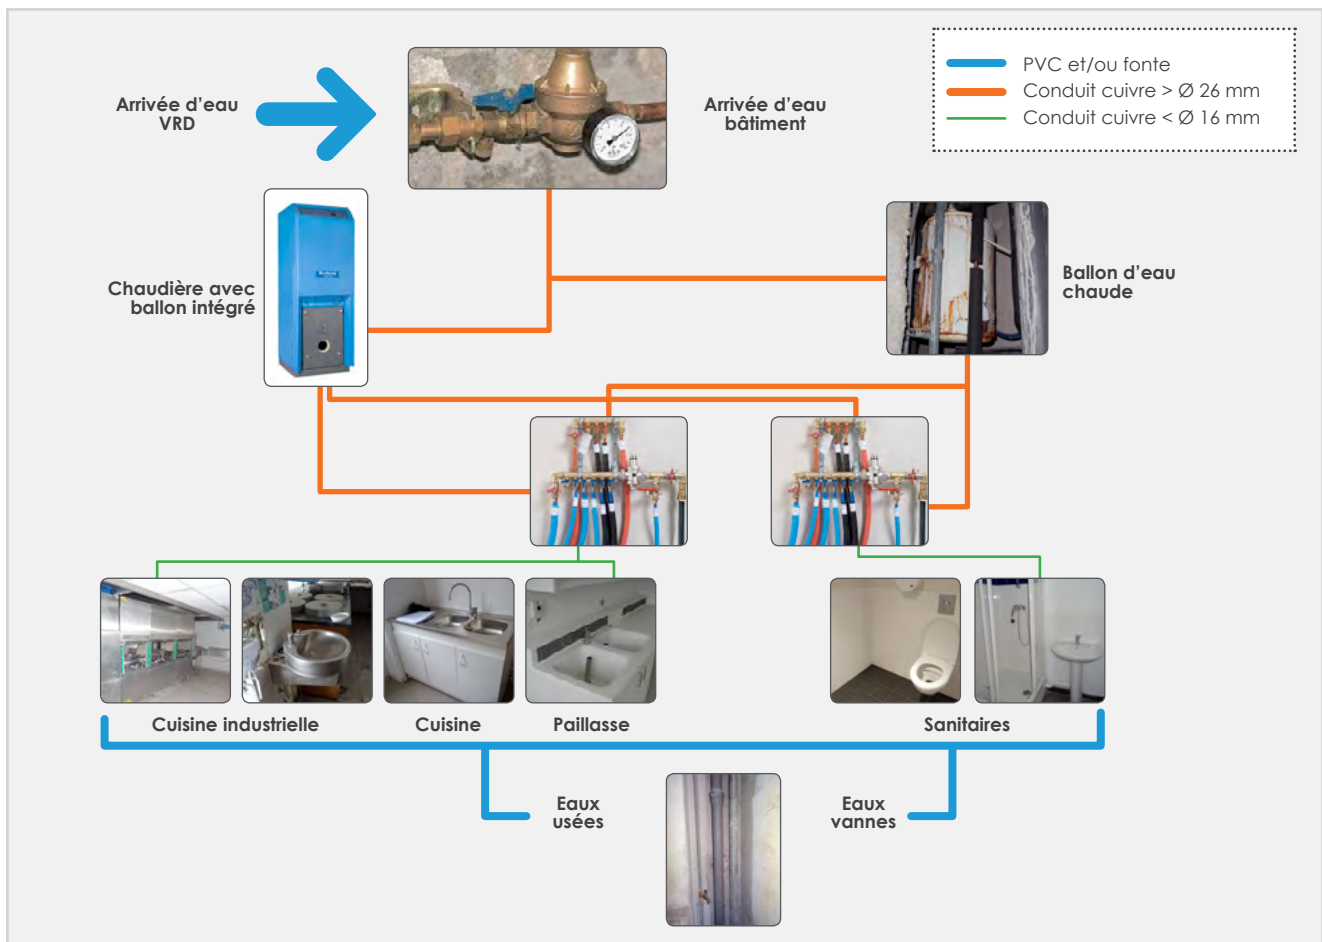 Arrivée d’eau
VRD
Arrivée d’eau
bâtiment
PVC et/ou fonte
Conduit cuivre > Ø 26 mm
Conduit cuivre < Ø 16 mm
Chaudière avec
ballon intégré
Ballon d’eau
chaude
Cuisine industrielle
Cuisine
Paillasse
Sanitaires
Eaux
usées
Eaux
vannes